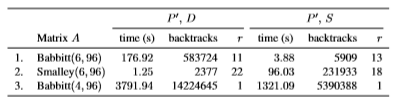 P′, D P′, S
Matrix A time (s) backtracks r time (s) backtracks r
1. Babbitt(6, 96) 176.92 583724 11 3.88 5909 13
2. Smalley(6, 96) 1.25 2377 22 96.03 231933 18
3. Babbitt(4, 96) 3791.94 14224645 1 1321.09 5390388 1